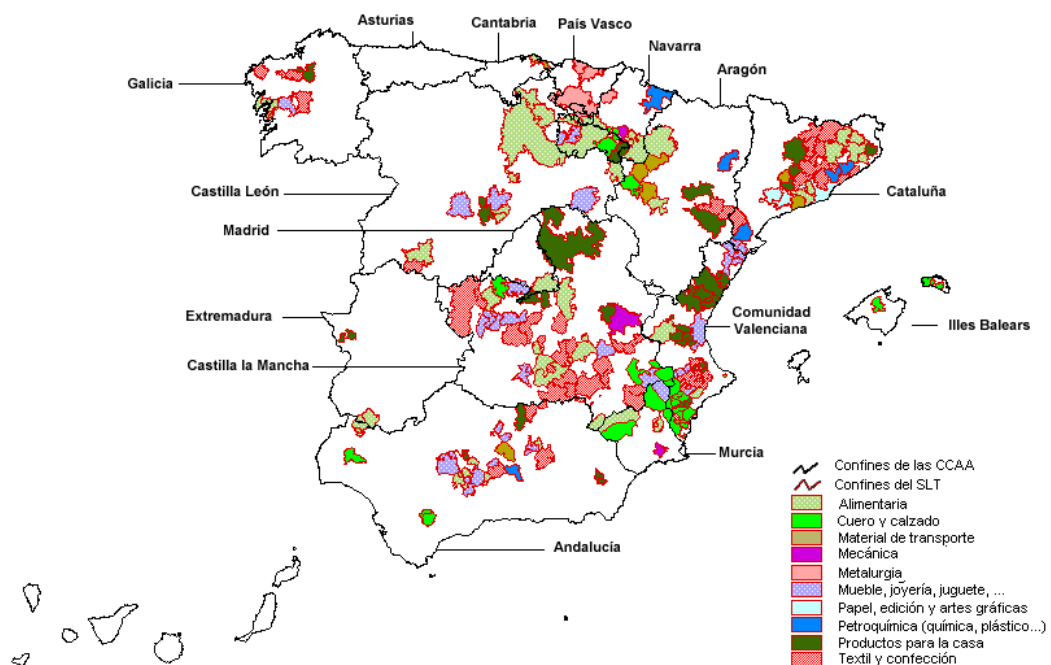 Asturias
Cantabria
País Vasco
Navarra
Aragón
Galicia
Castilla León
Cataluña
Madrid
Comunidad
Valenciana
Extremadura
Illes Balears
Castilla la Mancha
Murcia
Andalucía
Confines de las CCAA
Confines del SLT
Alimentaria
Cuero y calzado
Material de transporte
Mecánica
Metalurgia
Mueble, joyería, juguete, ...
Papel, edición y artes gráficas
Petroquímica (química, plástico...)
Productos para la casa
Textil y confección